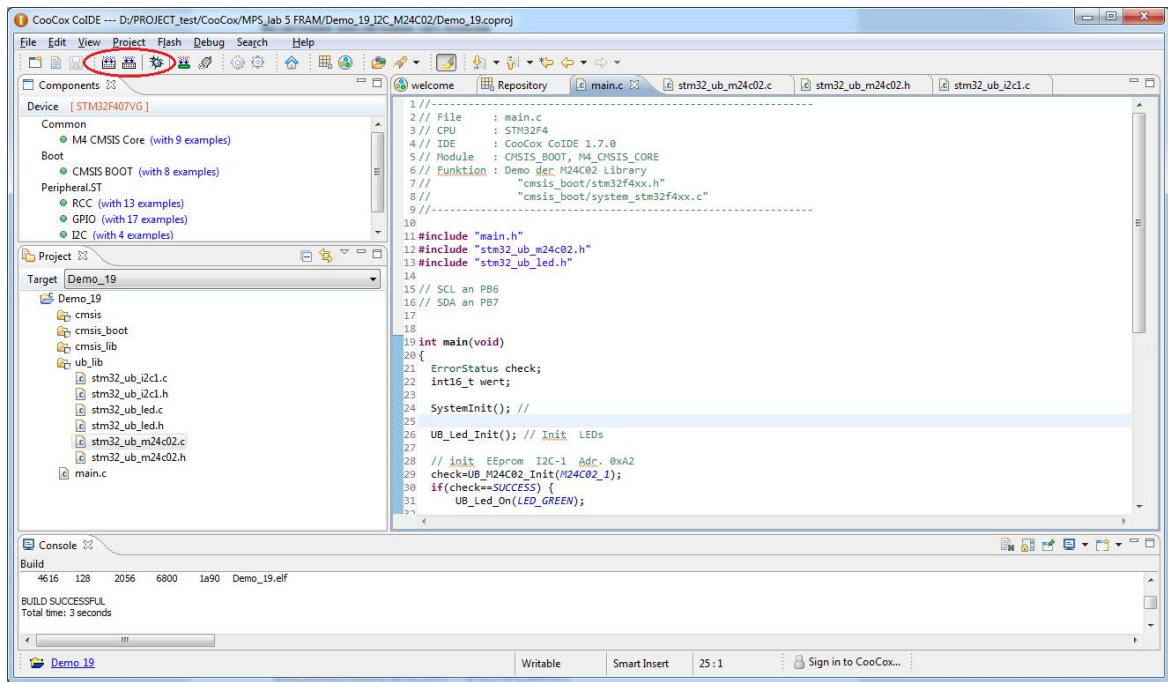 CooCox CoIDE --- D:/PROJECT_test/CooCox/MPS_lab 5 FRAM/Demo_19_I2C_M24C02/Demo_19.coproj
File Edit View Project Flash Debug Search Help
Components
Device [ STM32F407VG ]
Common
M4 CMSIS Core (with 9 examples)
Boot
CMSIS BOOT (with 8 examples)
Peripheral.ST
RCC (with 13 examples)
GPIO (with 17 examples)
I2C (with 4 examples)
Project
Target Demo_19
Demo_19
cmsis
cmsis_boot
cmsis_lib
ub_lib
stm32_ub_i2c1.c
stm32_ub_i2c1.h
stm32_ub_led.c
stm32_ub_led.h
stm32_ub_m24c02.c
stm32_ub_m24c02.h
main.c
welcome Repository main.c stm32_ub_m24c02.c stm32_ub_m24c02.h stm32_ub_i2c1.c
1 //--------------------------------------------------------------
2 // File : main.c
3 // CPU : STM32F4
4 // IDE : CooCox CoIDE 1.7.0
5 // Module : CMSIS_BOOT, M4_CMSIS_CORE
6 // Funktion : Demo der M24C02 Library
7 // "cmsis_boot/stm32f4xx.h"
8 // "cmsis_boot/system_stm32f4xx.c"
9 //--------------------------------------------------------------
10
11 #include "main.h"
12 #include "stm32_ub_m24c02.h"
13 #include "stm32_ub_led.h"
14
15 // SCL an PB6
16 // SDA an PB7
17
18
19 int main(void)
20 {
21 ErrorStatus check;
22 int16_t wert;
23
24 SystemInit(); //
25
26 UB_Led_Init(); // Init LEDs
27
28 // init EEprom I2C-1 Adr. 0xA2
29 check=UB_M24C02_Init(M24C02_1);
30 if(check==SUCCESS) {
31 UB_Led_On(LED_GREEN);
32
Console
Build
4616 128 2056 6800 1a90 Demo_19.elf
BUILD SUCCESSFUL
Total time: 3 seconds
Demo 19 Writable Smart Insert 25 : 1 Sign in to CooCox...